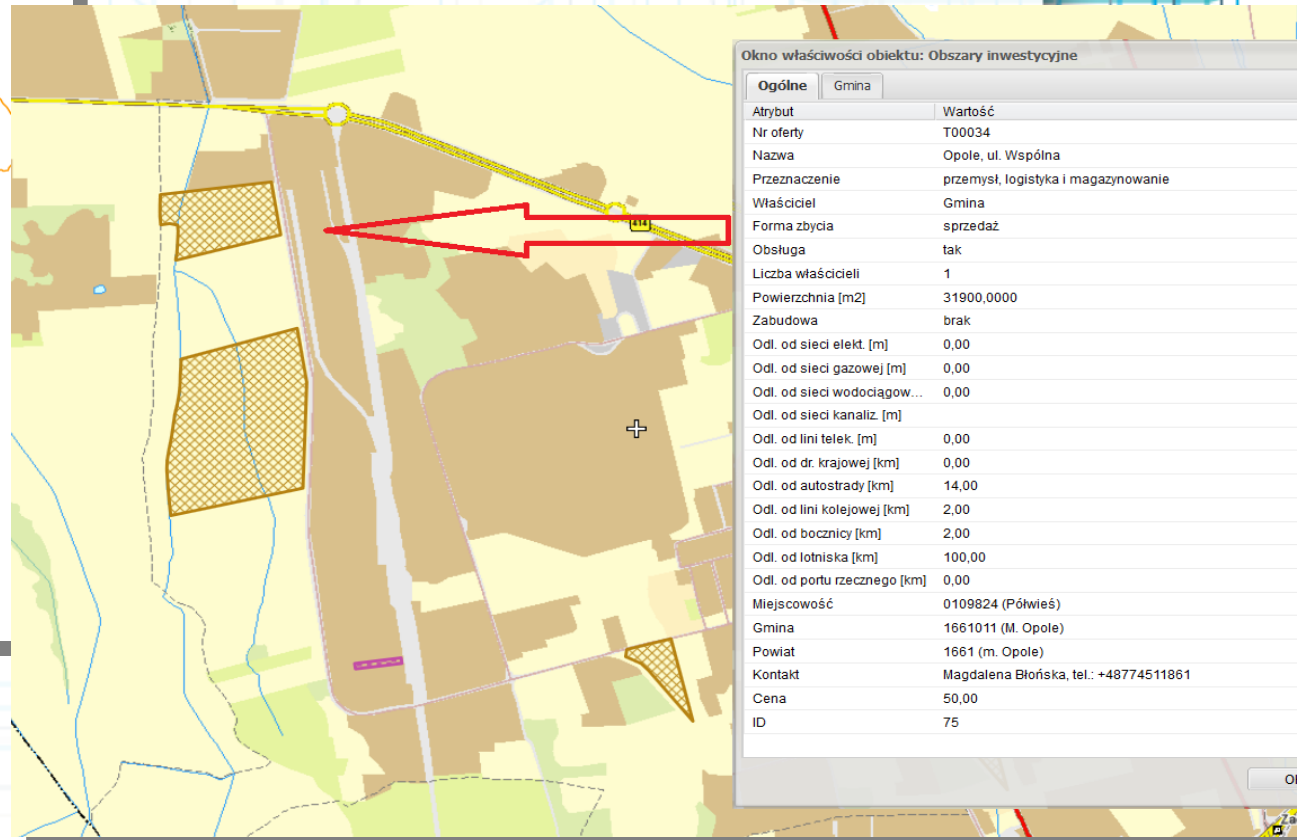 Okno właściwości obiektu: Obszary inwestycyjne
Ogólne Gmina
Atrybut Wartość
Nr oferty T00034
Nazwa Opole, ul. Wspólna
Przeznaczenie przemysł, logistyka i magazynowanie
Właściciel Gmina
Forma zbycia sprzedaż
Obsługa tak
Liczba właścicieli 1
Powierzchnia [m2] 31900,0000
Zabudowa brak
Odl. od sieci elekt. [m] 0,00
Odl. od sieci gazowej [m] 0,00
Odl. od sieci wodociągow... 0,00
Odl. od sieci kanaliz. [m]
Odl. od lini telek. [m] 0,00
Odl. od dr. krajowej [km] 0,00
Odl. od autostrady [km] 14,00
Odl. od lini kolejowej [km] 2,00
Odl. od bocznicy [km] 2,00
Odl. od lotniska [km] 100,00
Odl. od portu rzecznego [km] 0,00
Miejscowość 0109824 (Półwieś)
Gmina 1661011 (M. Opole)
Powiat 1661 (m. Opole)
Kontakt Magdalena Błońska, tel.: +48774511861
Cena 50,00
ID 75
414